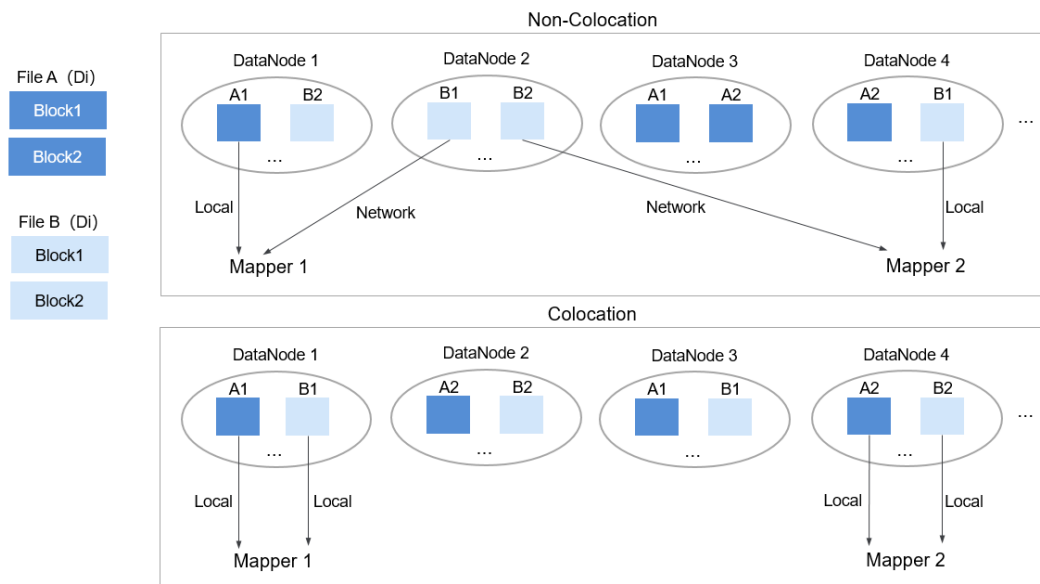 Non-Colocation
File A (Di)
Block1
Block2
File B (Di)
Block1
Block2
DataNode 1
DataNode 2
DataNode 3
DataNode 4
A1 B2
B1 B2
A1 A2
A2 B1
...
...
...
...
...
Local
Network
Network
Local
Mapper 1
Mapper 2
Colocation
DataNode 1
DataNode 2
DataNode 3
DataNode 4
A1 B1
A2 B2
A1 B1
A2 B2
...
...
...
...
...
Local
Local
Local
Local
Mapper 1
Mapper 2